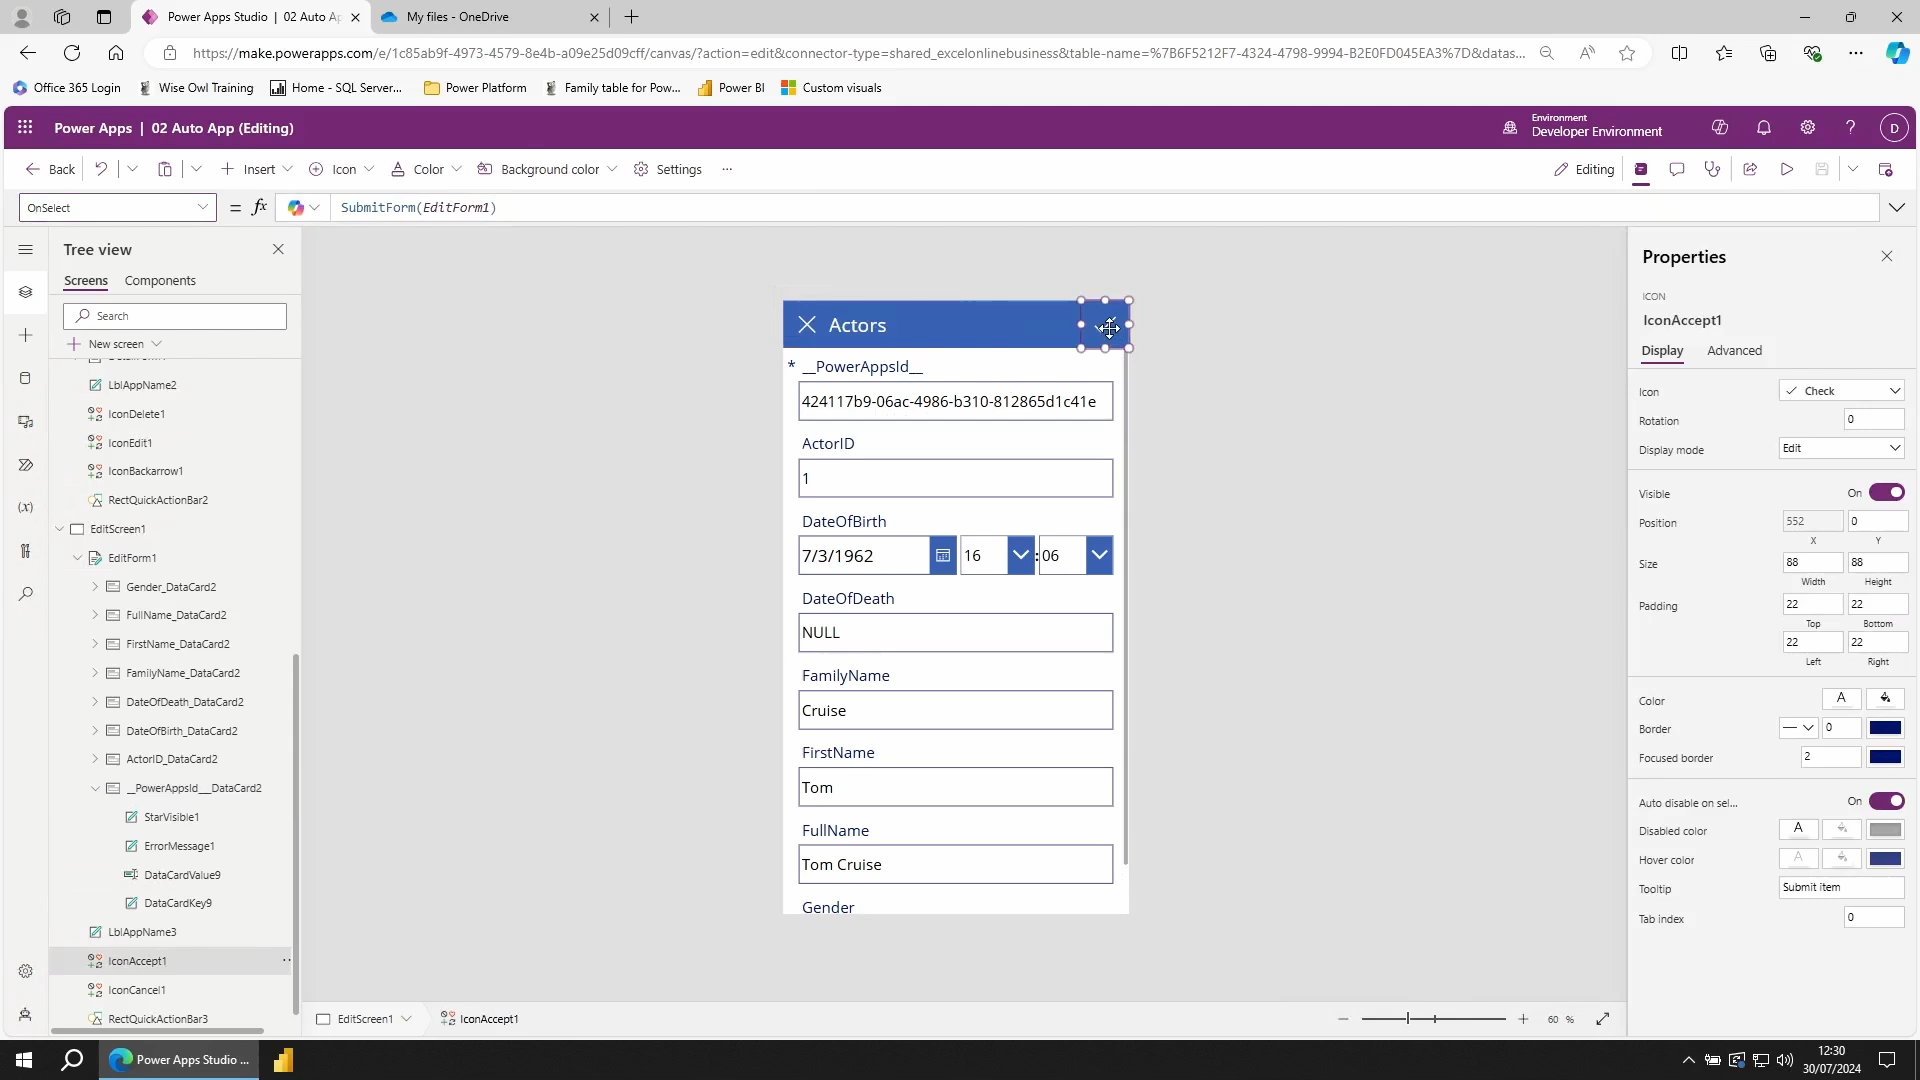 Power Apps Studio | 02 Auto Ap
My files - OneDrive
https://make.powerapps.com/e/1c85ab9f-4973-4579-8e4b-a09e25d09cff/canvas/?action=edit&connector-type=shared_excelonlinebusiness&table-name=%7B6F5212F7-4324-4798-9994-B2E0FD045EA3%7D&datas...
Office 365 Login
Wise Owl Training
Home - SQL Server...
Power Platform
Family table for Pow...
Power BI
Custom visuals
Power Apps | 02 Auto App (Editing)
Environment
Developer Environment
D
Back
Insert
Icon
Color
Background color
Settings
Editing
OnSelect
= fx
SubmitForm(EditForm1)
Tree view
Screens
Components
Search
New screen
LblAppName2
IconDelete1
IconEdit1
IconBackarrow1
RectQuickActionBar2
EditScreen1
EditForm1
Gender_DataCard2
FullName_DataCard2
FirstName_DataCard2
FamilyName_DataCard2
DateOfDeath_DataCard2
DateOfBirth_DataCard2
ActorID_DataCard2
__PowerAppsId___DataCard2
StarVisible1
ErrorMessage1
DataCardValue9
DataCardKey9
LblAppName3
IconAccept1
IconCancel1
RectQuickActionBar3
Actors
* __PowerAppsId__
424117b9-06ac-4986-b310-812865d1c41e
ActorID
1
DateOfBirth
7/3/1962
16
:
06
DateOfDeath
NULL
FamilyName
Cruise
FirstName
Tom
FullName
Tom Cruise
Gender
EditScreen1
IconAccept1
60 %
Properties
ICON
IconAccept1
Display
Advanced
Icon
Check
Rotation
0
Display mode
Edit
Visible
On
Position
552
0
X
Y
Size
88
88
Width
Height
Padding
22
22
Top
Bottom
22
22
Left
Right
Color
A
Border
0
Focused border
2
Auto disable on sel...
On
Disabled color
A
Hover color
A
Tooltip
Submit item
Tab index
0
Power Apps Studio ...
12:30
30/07/2024